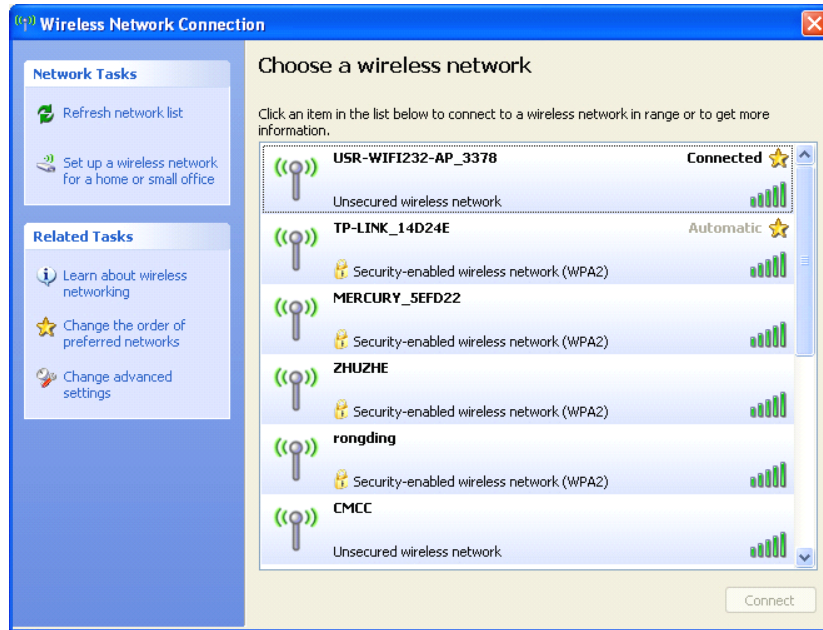 Wireless Network Connection
Network Tasks
Refresh network list
Set up a wireless network
for a home or small office
Related Tasks
Learn about wireless
networking
Change the order of
preferred networks
Change advanced
settings
Choose a wireless network
Click an item in the list below to connect to a wireless network in range or to get more
information.
USR-WIFI232-AP_3378 Connected
Unsecured wireless network
TP-LINK_14D24E Automatic
Security-enabled wireless network (WPA2)
MERCURY_5EFD22
Security-enabled wireless network (WPA2)
ZHUZHE
Security-enabled wireless network (WPA2)
rongding
Security-enabled wireless network (WPA2)
CMCC
Unsecured wireless network
Connect